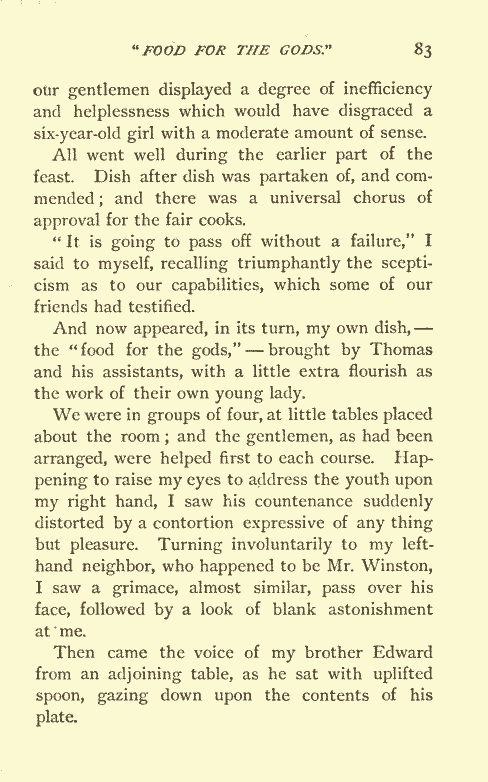 "FOOD FOR THE GODS." 83
our gentlemen displayed a degree of inefficiency
and helplessness which would have disgraced a
six-year-old girl with a moderate amount of sense.
All went well during the earlier part of the
feast. Dish after dish was partaken of, and com-
mended; and there was a universal chorus of
approval for the fair cooks.
"It is going to pass off without a failure," I
said to myself, recalling triumphantly the scepti-
cism as to our capabilities, which some of our
friends had testified.
And now appeared, in its turn, my own dish,—
the "food for the gods,"—brought by Thomas
and his assistants, with a little extra flourish as
the work of their own young lady.
We were in groups of four, at little tables placed
about the room; and the gentlemen, as had been
arranged, were helped first to each course. Hap-
pening to raise my eyes to address the youth upon
my right hand, I saw his countenance suddenly
distorted by a contortion expressive of any thing
but pleasure. Turning involuntarily to my left-
hand neighbor, who happened to be Mr. Winston,
I saw a grimace, almost similar, pass over his
face, followed by a look of blank astonishment
at me.
Then came the voice of my brother Edward
from an adjoining table, as he sat with uplifted
spoon, gazing down upon the contents of his
plate.